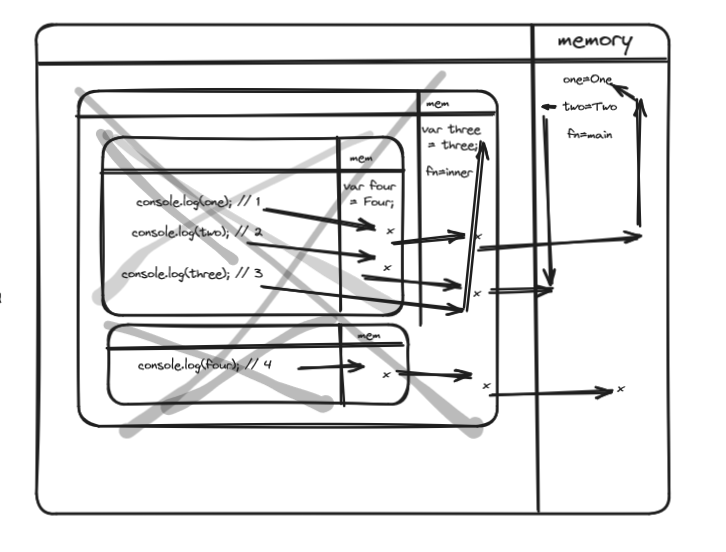 memory
one=One
two=Two
fn=main
mem
var three
= three;
fn=inner
mem
var four
= Four;
console.log(one); // 1
console.log(two); // 2
console.log(three); // 3
x
x
x
x
mem
console.log(four); // 4
x
x
x